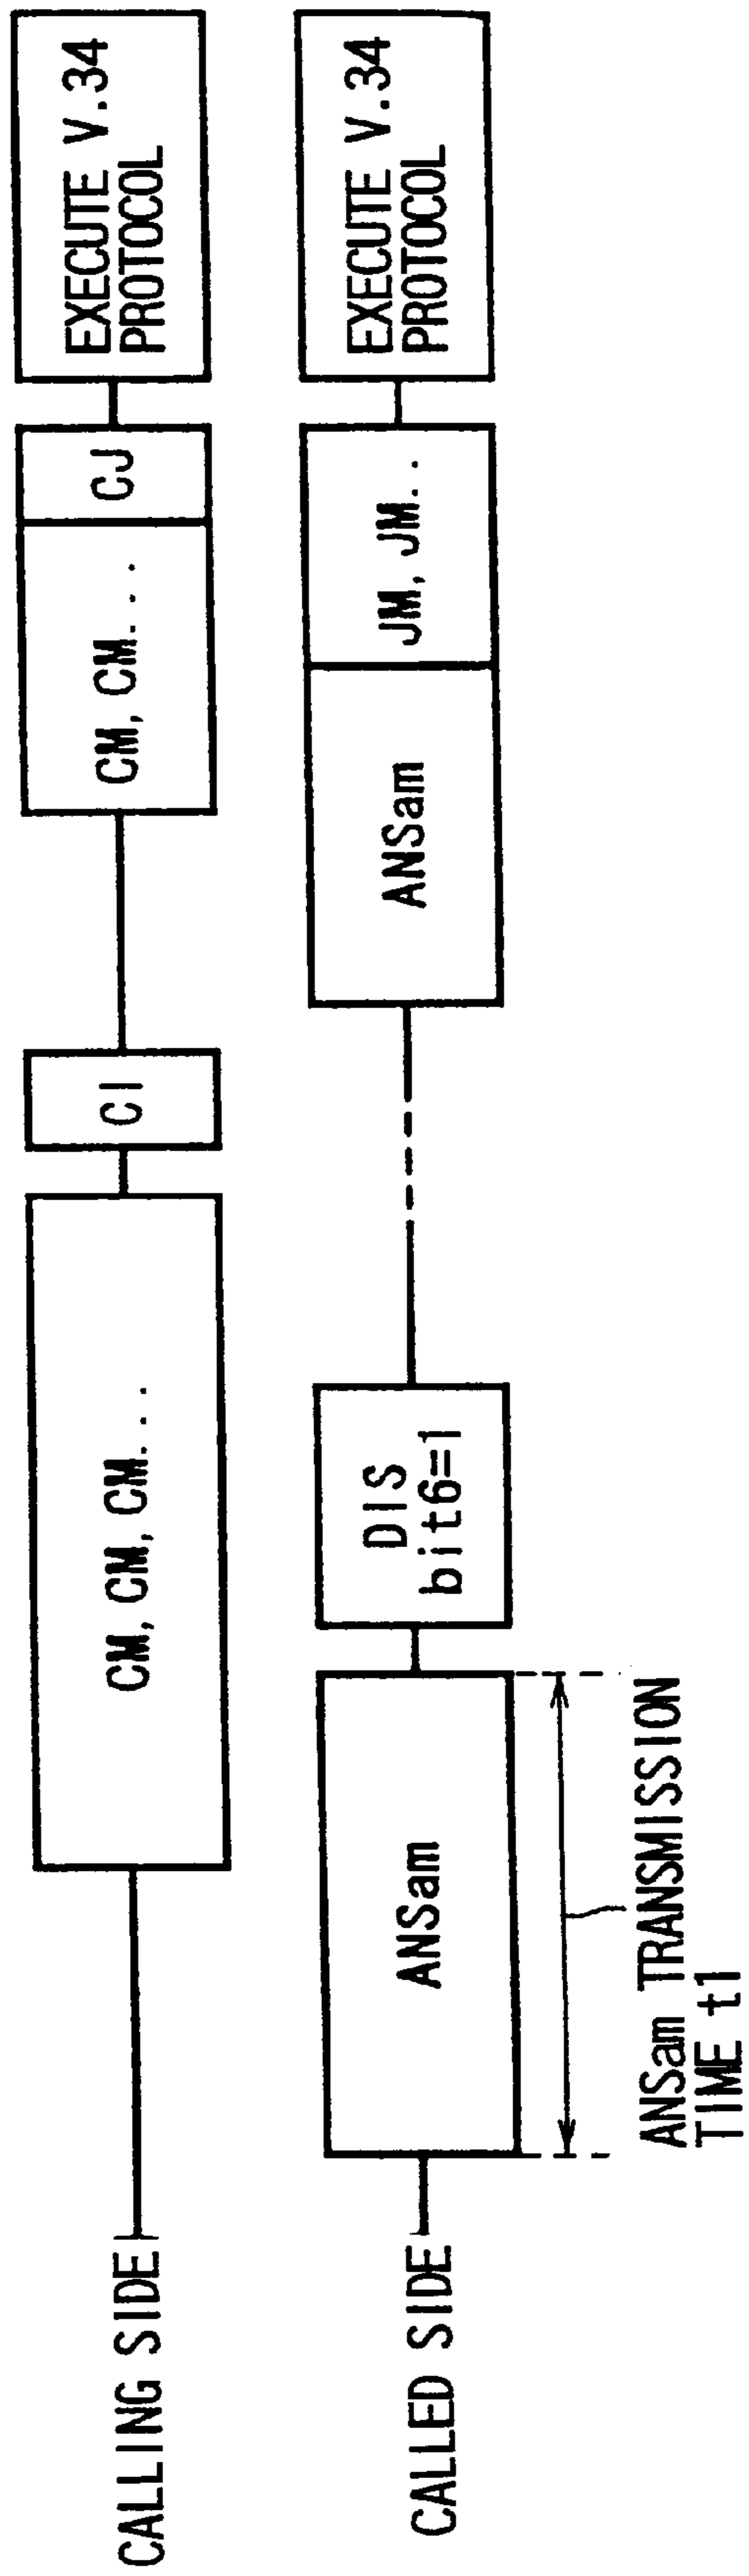 CALLING SIDE
CM, CM, CM...
CI
CM, CM...
CJ
EXECUTE V.34
PROTOCOL
CALLED SIDE
ANSam
DIS
bit6=1
ANSam
JM, JM..
EXECUTE V.34
PROTOCOL
ANSam TRANSMISSION
TIME t1